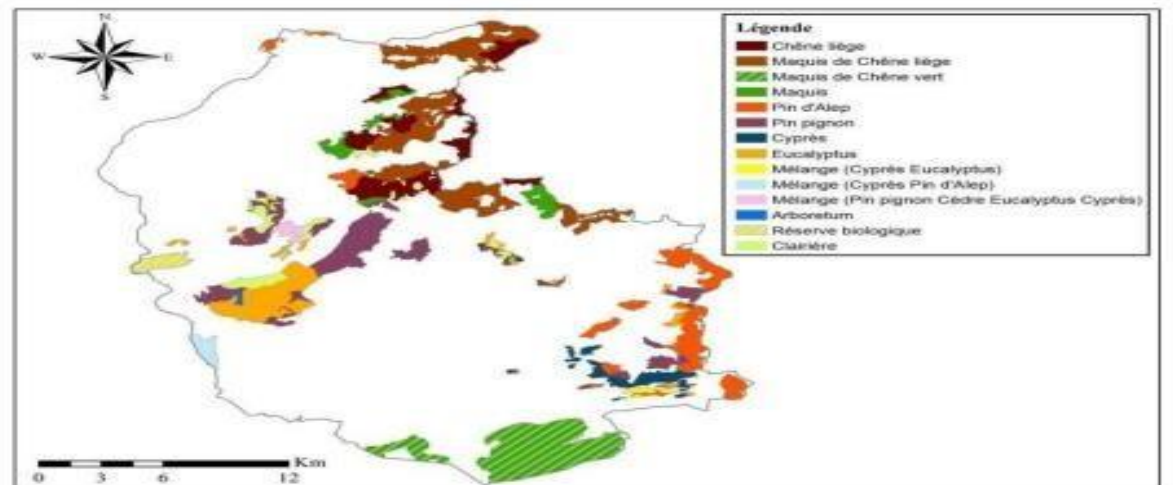 N
W E
S
Légende
Chêne liège
Maquis de Chêne liège
Maquis de Chêne vert
Maquis
Pin d'Alep
Pin pignon
Cyprès
Eucalyptus
Mélange (Cyprès Eucalyptus)
Mélange (Cyprès Pin d'Alep)
Mélange (Pin pignon Cèdre Eucalyptus Cyprès)
Arboretum
Réserve biologique
Clairière
Km
0 3 6 12